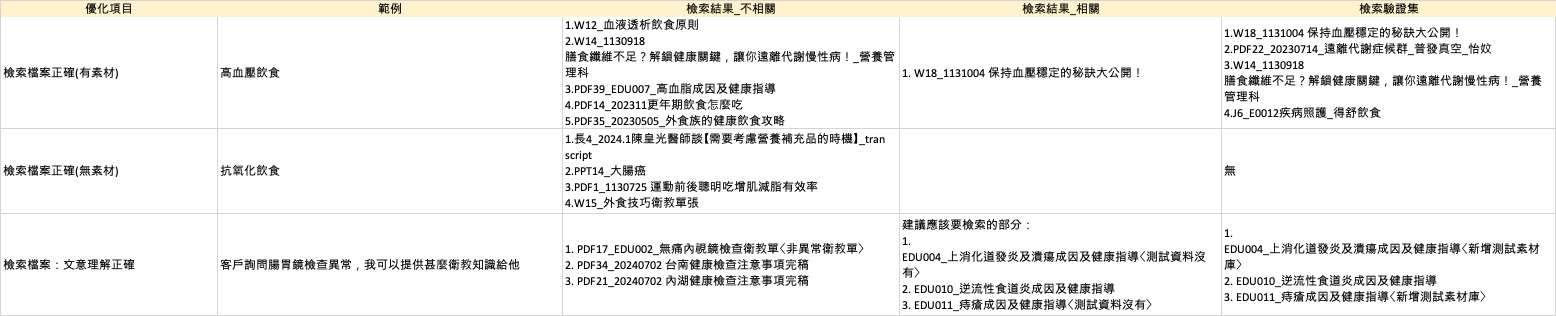 優化項目
範例
檢索結果_不相關
檢索結果_相關
檢索驗證集
檢索檔案正確(有素材)
高血壓飲食
1.W12_血液透析飲食原則
2.W14_1130918
膳食纖維不足？解鎖健康關鍵，讓你遠離代謝慢性病！_營養管
理科
3.PDF39_EDU007_高血脂成因及健康指導
4.PDF14_202311更年期飲食怎麼吃
5.PDF35_20230505_外食族的健康飲食攻略
1. W18_1131004 保持血壓穩定的秘訣大公開！
1.W18_1131004 保持血壓穩定的秘訣大公開！
2.PDF22_20230714_遠離代謝症候群_普發真空_怡妏
3.W14_1130918
膳食纖維不足？解鎖健康關鍵，讓你遠離代謝慢性病！_營養
管理科
4.J6_E0012疾病照護_得舒飲食
檢索檔案正確(無素材)
抗氧化飲食
1.長4_2024.1陳皇光醫師談【需要考慮營養補充品的時機】_tran
script
2.PPT14_大腸癌
3.PDF1_1130725 運動前後聰明吃增肌減脂有效率
4.W15_外食技巧衛教單張
無
檢索檔案：文意理解正確
客戶詢問腸胃鏡檢查異常，我可以提供甚麼衛教知識給他
1. PDF17_EDU002_無痛內視鏡檢查衛教單〈非異常衛教單〉
2. PDF34_20240702 台南健康檢查注意事項完稿
3. PDF21_20240702 內湖健康檢查注意事項完稿
建議應該要檢索的部分：
1.
EDU004_上消化道發炎及潰瘍成因及健康指導〈測試資料沒
有〉
2. EDU010_逆流性食道炎成因及健康指導
3. EDU011_痔瘡成因及健康指導〈測試資料沒有〉
1.
EDU004_上消化道發炎及潰瘍成因及健康指導〈新增測試素材
庫〉
2. EDU010_逆流性食道炎成因及健康指導
3. EDU011_痔瘡成因及健康指導〈新增測試素材庫〉